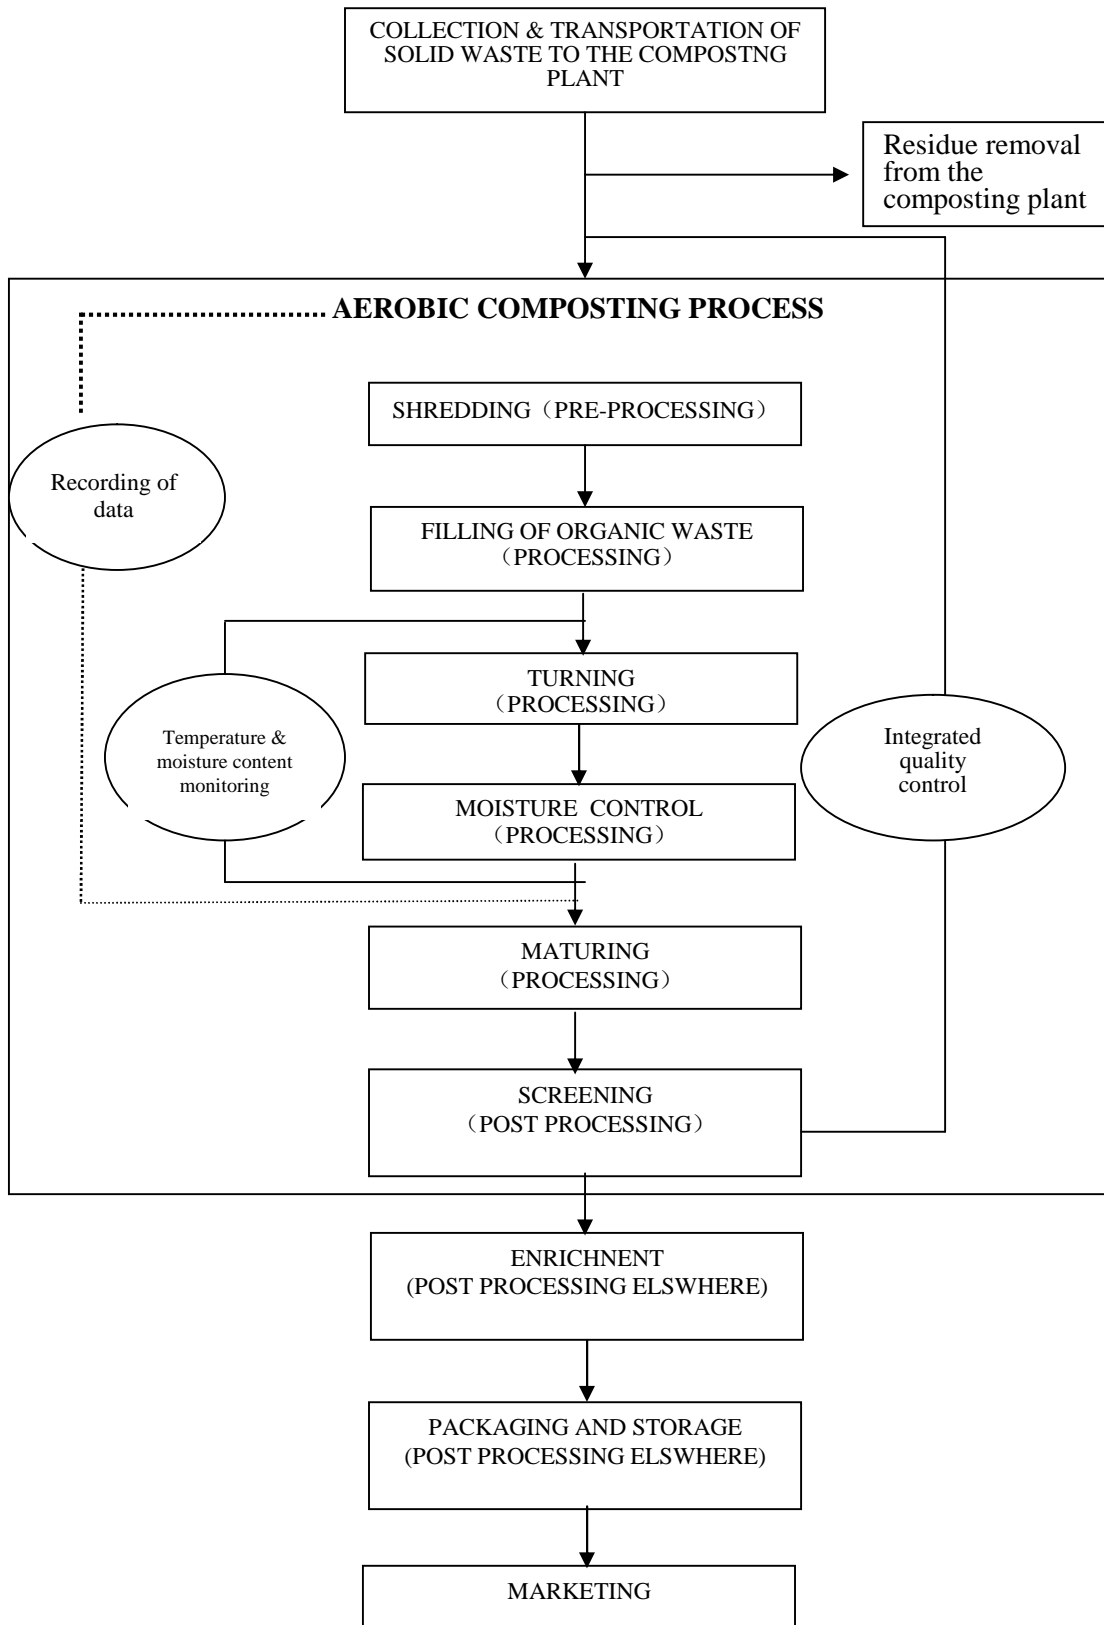 COLLECTION & TRANSPORTATION OF
SOLID WASTE TO THE COMPOSTNG
PLANT
Residue removal
from the
composting plant
AEROBIC COMPOSTING PROCESS
SHREDDING（PRE-PROCESSING）
Recording of
data
FILLING OF ORGANIC WASTE
（PROCESSING）
TURNING
（PROCESSING）
Temperature &
moisture content
monitoring
Integrated
quality
control
MOISTURE CONTROL
（PROCESSING）
MATURING
（PROCESSING）
SCREENING
（POST PROCESSING）
ENRICHNENT
(POST PROCESSING ELSWHERE)
PACKAGING AND STORAGE
(POST PROCESSING ELSWHERE)
MARKETING